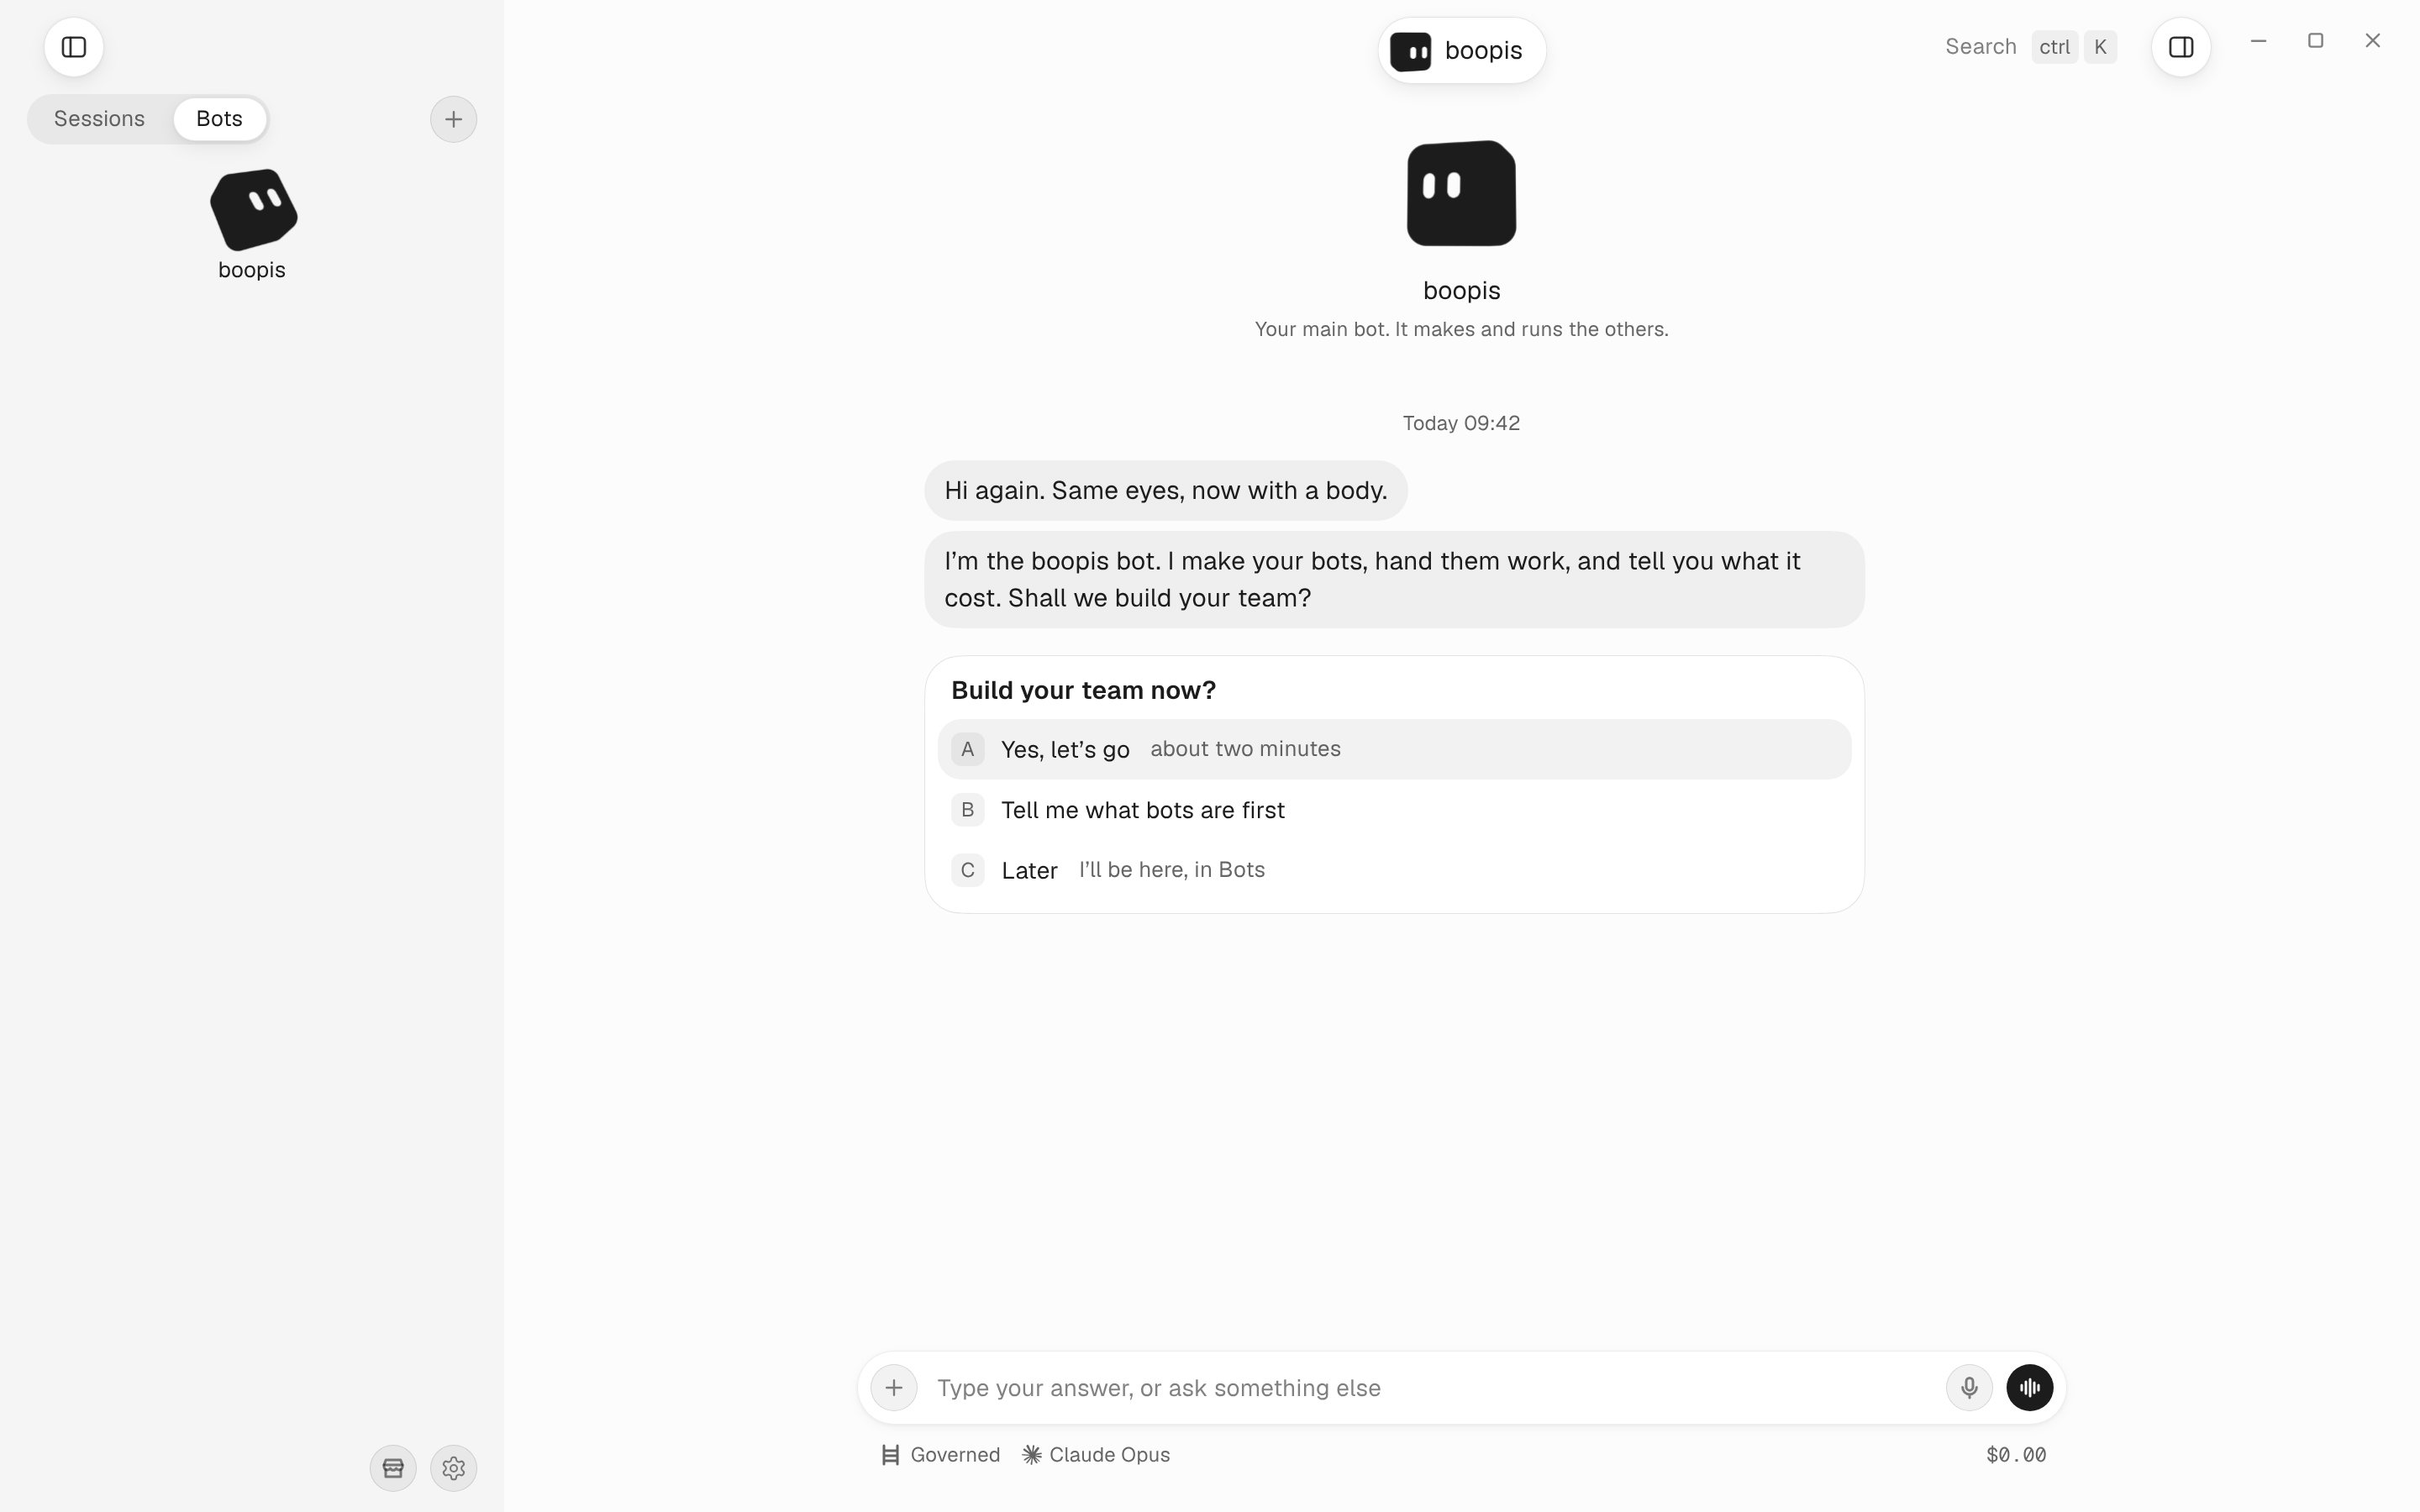 boopis
Search ctrl K
Sessions Bots
boopis
boopis
Your main bot. It makes and runs the others.
Today 09:42
Hi again. Same eyes, now with a body.
I’m the boopis bot. I make your bots, hand them work, and tell you what it
cost. Shall we build your team?
Build your team now?
A Yes, let’s go about two minutes
B Tell me what bots are first
C Later I’ll be here, in Bots
Type your answer, or ask something else
Governed Claude Opus $0.00